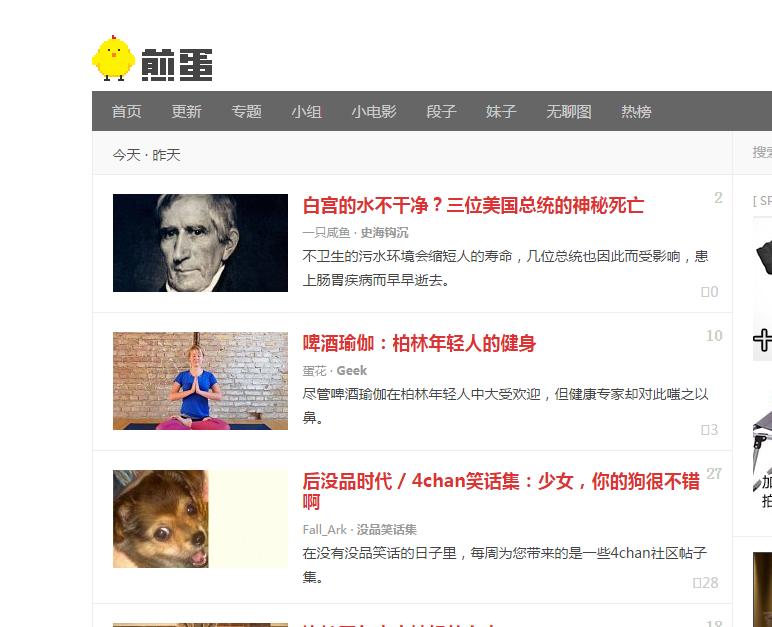 煎蛋
首页 更新 专题 小组 小电影 段子 妹子 无聊图 热榜
今天 · 昨天
搜索
[ SP
白宫的水不干净？三位美国总统的神秘死亡
2
一只咸鱼 · 史海钩沉
不卫生的污水环境会缩短人的寿命，几位总统也因此而受影响，患
上肠胃疾病而早早逝去。
0
啤酒瑜伽：柏林年轻人的健身
10
蛋花 · Geek
尽管啤酒瑜伽在柏林年轻人中大受欢迎，但健康专家却对此嗤之以
鼻。
3
后没品时代 / 4chan笑话集：少女，你的狗很不错
啊
27
Fall_Ark · 没品笑话集
在没有没品笑话的日子里，每周为您带来的是一些4chan社区帖子
集。
28
加
拍
18